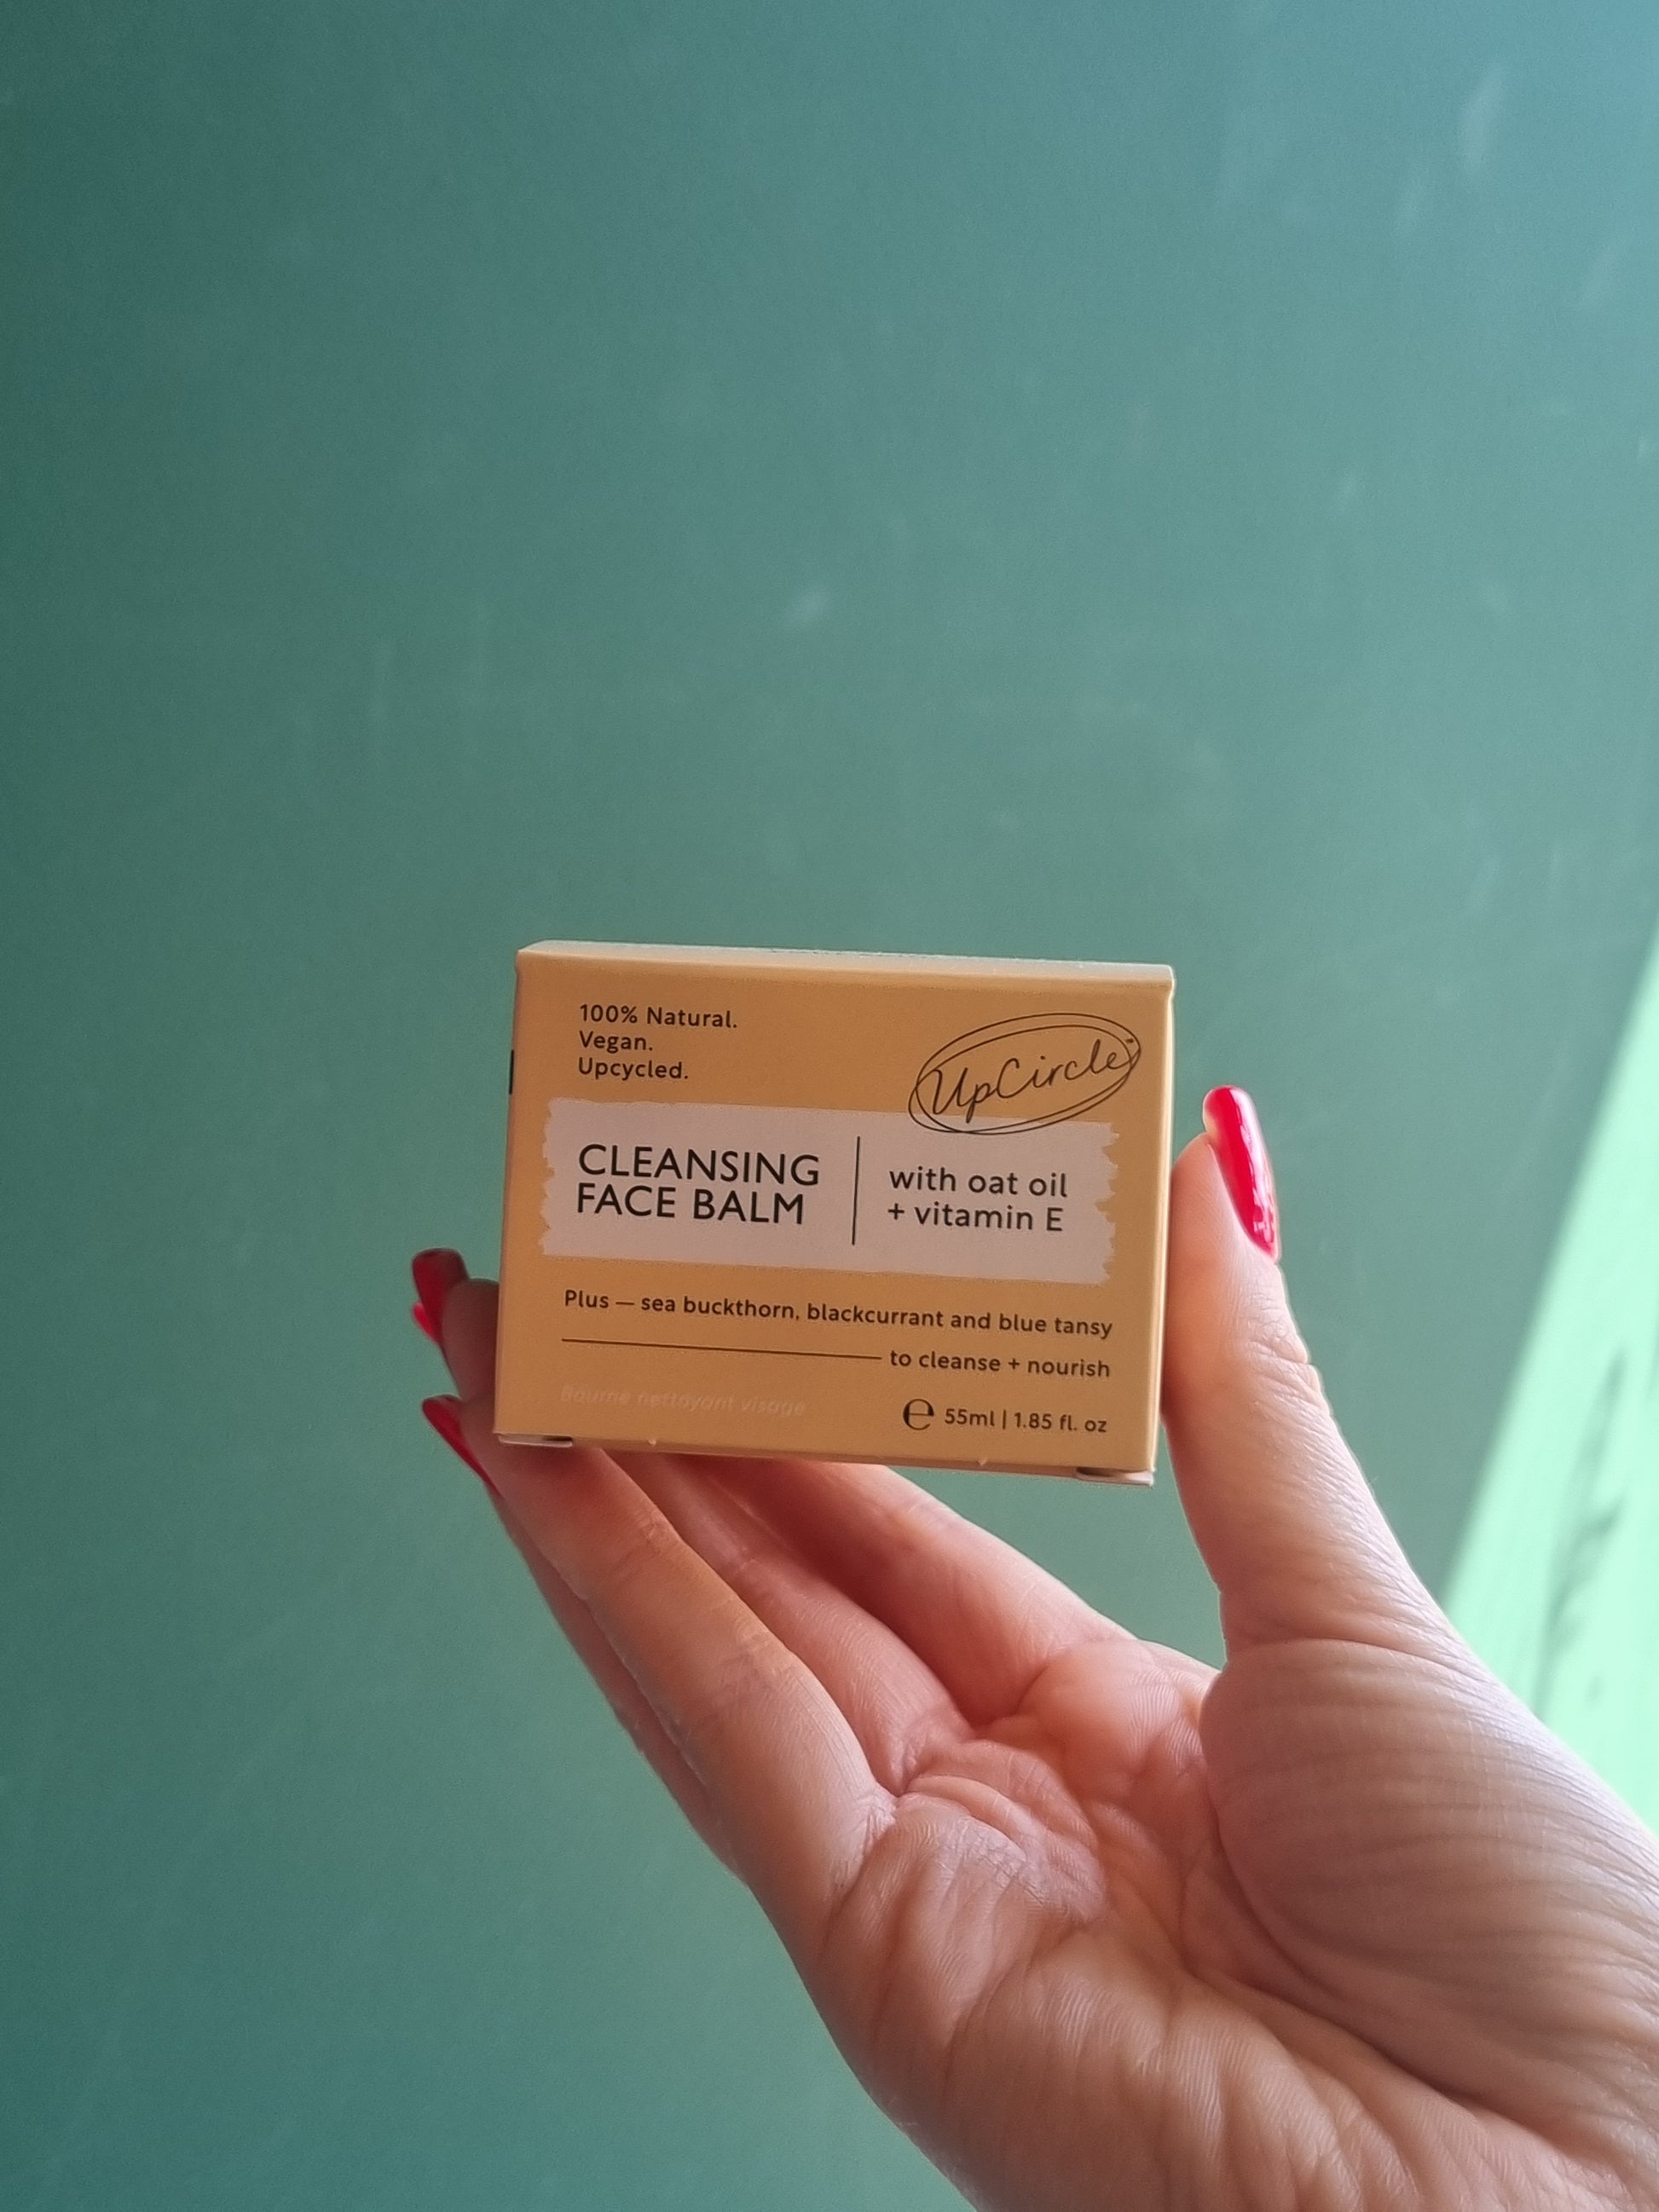 100% Natural.
Vegan.
Upcycled.
UpCircle
CLEANSING
FACE BALM
with oat oil
+ vitamin E
Plus — sea buckthorn, blackcurrant and blue tansy
to cleanse + nourish
Baume nettoyant visage
℮ 55ml | 1.85 fl. oz